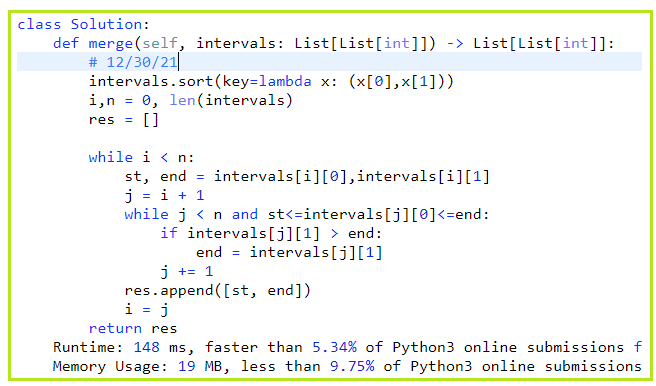 class Solution:
    def merge(self, intervals: List[List[int]]) -> List[List[int]]:
        # 12/30/21
        intervals.sort(key=lambda x: (x[0],x[1]))
        i,n = 0, len(intervals)
        res = []

        while i < n:
            st, end = intervals[i][0],intervals[i][1]
            j = i + 1
            while j < n and st<=intervals[j][0]<=end:
                if intervals[j][1] > end:
                    end = intervals[j][1]
                j += 1
            res.append([st, end])
            i = j
        return res
    Runtime: 148 ms, faster than 5.34% of Python3 online submissions f
    Memory Usage: 19 MB, less than 9.75% of Python3 online submissions